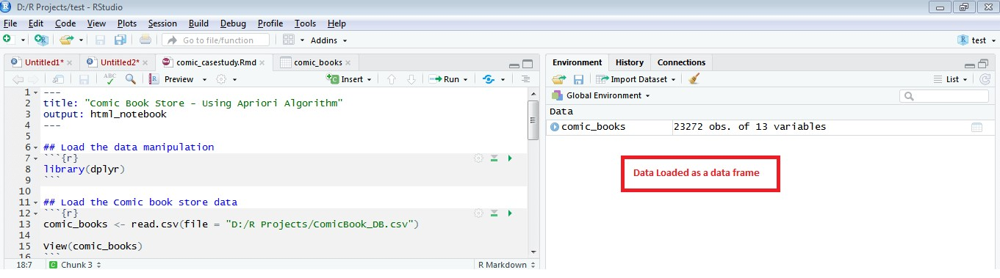 D:/R Projects/test - RStudio
File Edit Code View Plots Session Build Debug Profile Tools Help
Go to file/function Addins test
Untitled1* Untitled2* comic_casestudy.Rmd comic_books
ABC Preview Insert Run
1 ---
2 title: "Comic Book Store – Using Apriori Algorithm"
3 output: html_notebook
4 ---
5
6 ## Load the data manipulation
7 ```{r}
8 library(dplyr)
9 ```
10
11 ## Load the Comic book store data
12 ```{r}
13 comic_books <- read.csv(file = "D:/R Projects/ComicBook_DB.csv")
14
15 View(comic_books)
16 ```
18:7 Chunk 3 R Markdown
Environment History Connections
Import Dataset List
Global Environment
Data
comic_books 23272 obs. of 13 variables
Data Loaded as a data frame